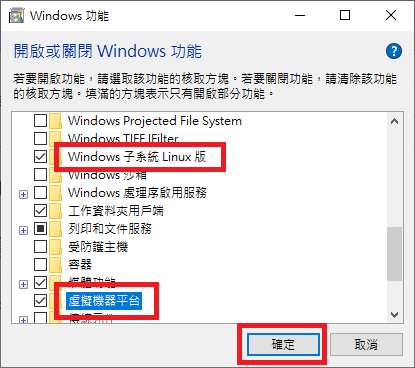 Windows 功能
開啟或關閉 Windows 功能
若要開啟功能，請選取該功能的核取方塊。若要關閉功能，請清除該功能
的核取方塊。填滿的方塊表示只有開啟部分功能。
Windows Projected File System
Windows TIFF IFilter
Windows 子系統 Linux 版
Windows 沙箱
Windows 處理序啟用服務
工作資料夾用戶端
列印和文件服務
受防護主機
容器
媒體功能
虛擬機器平台
傳統元件
確定
取消